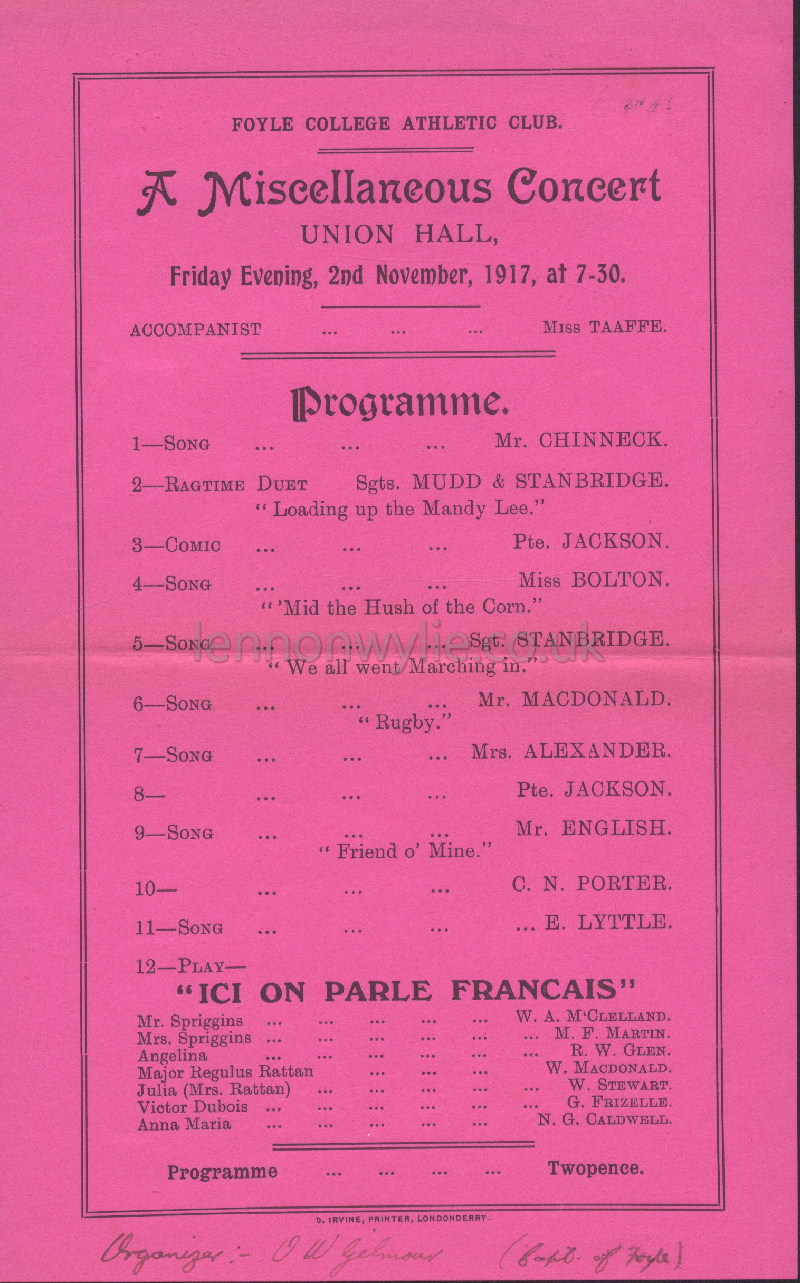 FOYLE COLLEGE ATHLETIC CLUB.
A Miscellaneous Concert
UNION HALL,
Friday Evening, 2nd November, 1917, at 7-30.
ACCOMPANIST ... ... ... Miss TAAFFE.
Programme.
1—SONG ... ... ... Mr. CHINNECK.
2—RAGTIME DUET Sgts. MUDD & STANBRIDGE.
" Loading up the Mandy Lee."
3—COMIC ... ... ... Pte. JACKSON.
4—SONG ... ... ... Miss BOLTON.
" 'Mid the Hush of the Corn."
5—SONG ... ... ... Sgt. STANBRIDGE.
lennonwylie.co.uk
" We all went Marching in."
6—SONG ... ... ... Mr. MACDONALD.
" Rugby."
7—SONG ... ... ... Mrs. ALEXANDER.
8— ... ... ... Pte. JACKSON.
9—SONG ... ... ... Mr. ENGLISH.
" Friend o' Mine."
10— ... ... ... C. N. PORTER.
11—SONG ... ... ... ... E. LYTTLE.
12—PLAY—
"ICI ON PARLE FRANCAIS"
Mr. Spriggins ... ... ... ... ... W. A. M'CLELLAND.
Mrs. Spriggins ... ... ... ... ... ... M. F. MARTIN.
Angelina ... ... ... ... ... ... R. W. GLEN.
Major Regulus Rattan ... ... ... W. MACDONALD.
Julia (Mrs. Rattan) ... ... ... ... ... W. STEWART.
Victor Dubois ... ... ... ... ... ... G. FRIZELLE.
Anna Maria ... ... ... ... ... N. G. CALDWELL.
Programme ... ... ... ... Twopence.
D. IRVINE, PRINTER, LONDONDERRY.
Organizer :- O W Gilmour (Capt. of Foyle)